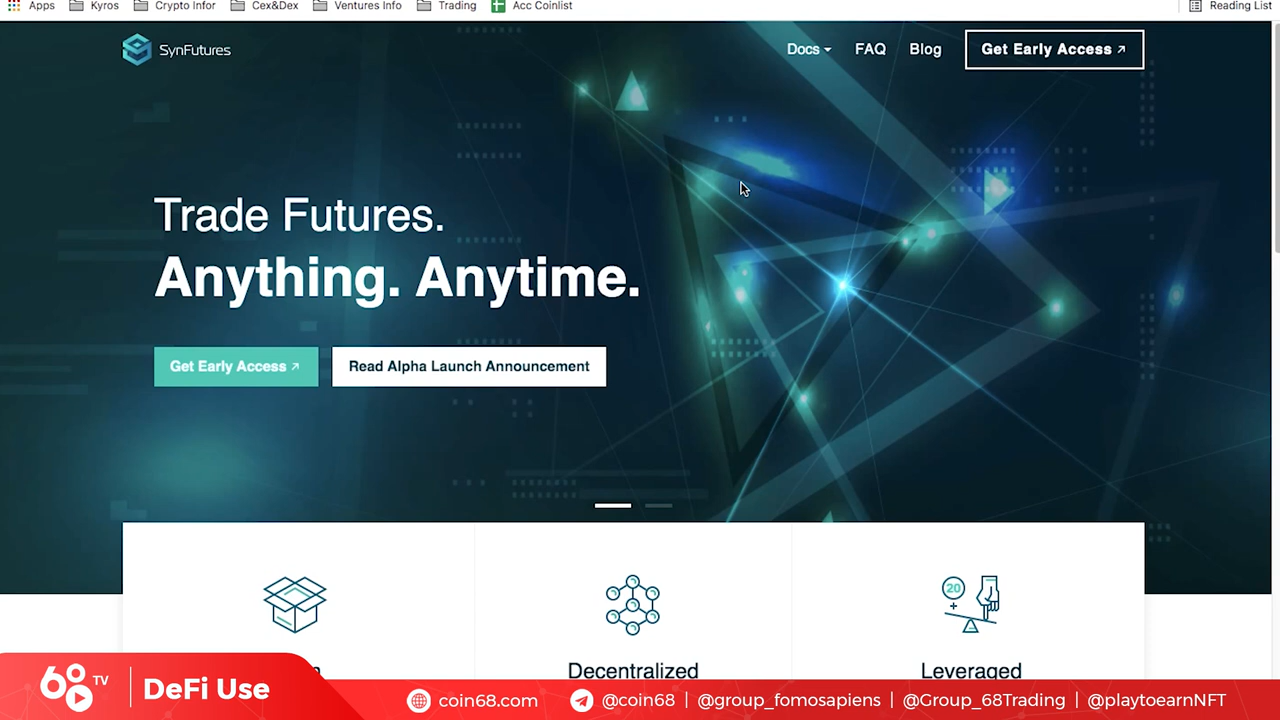 Apps Kyros Crypto Infor Cex&Dex Ventures Info Trading Acc Coinlist Reading List
SynFutures Docs FAQ Blog Get Early Access ↗
Trade Futures.
Anything. Anytime.
Get Early Access ↗ Read Alpha Launch Announcement
20
+
Decentralized Leveraged
68 TV DeFi Use
coin68.com @coin68 | @group_fomosapiens | @Group_68Trading | @playtoearnNFT